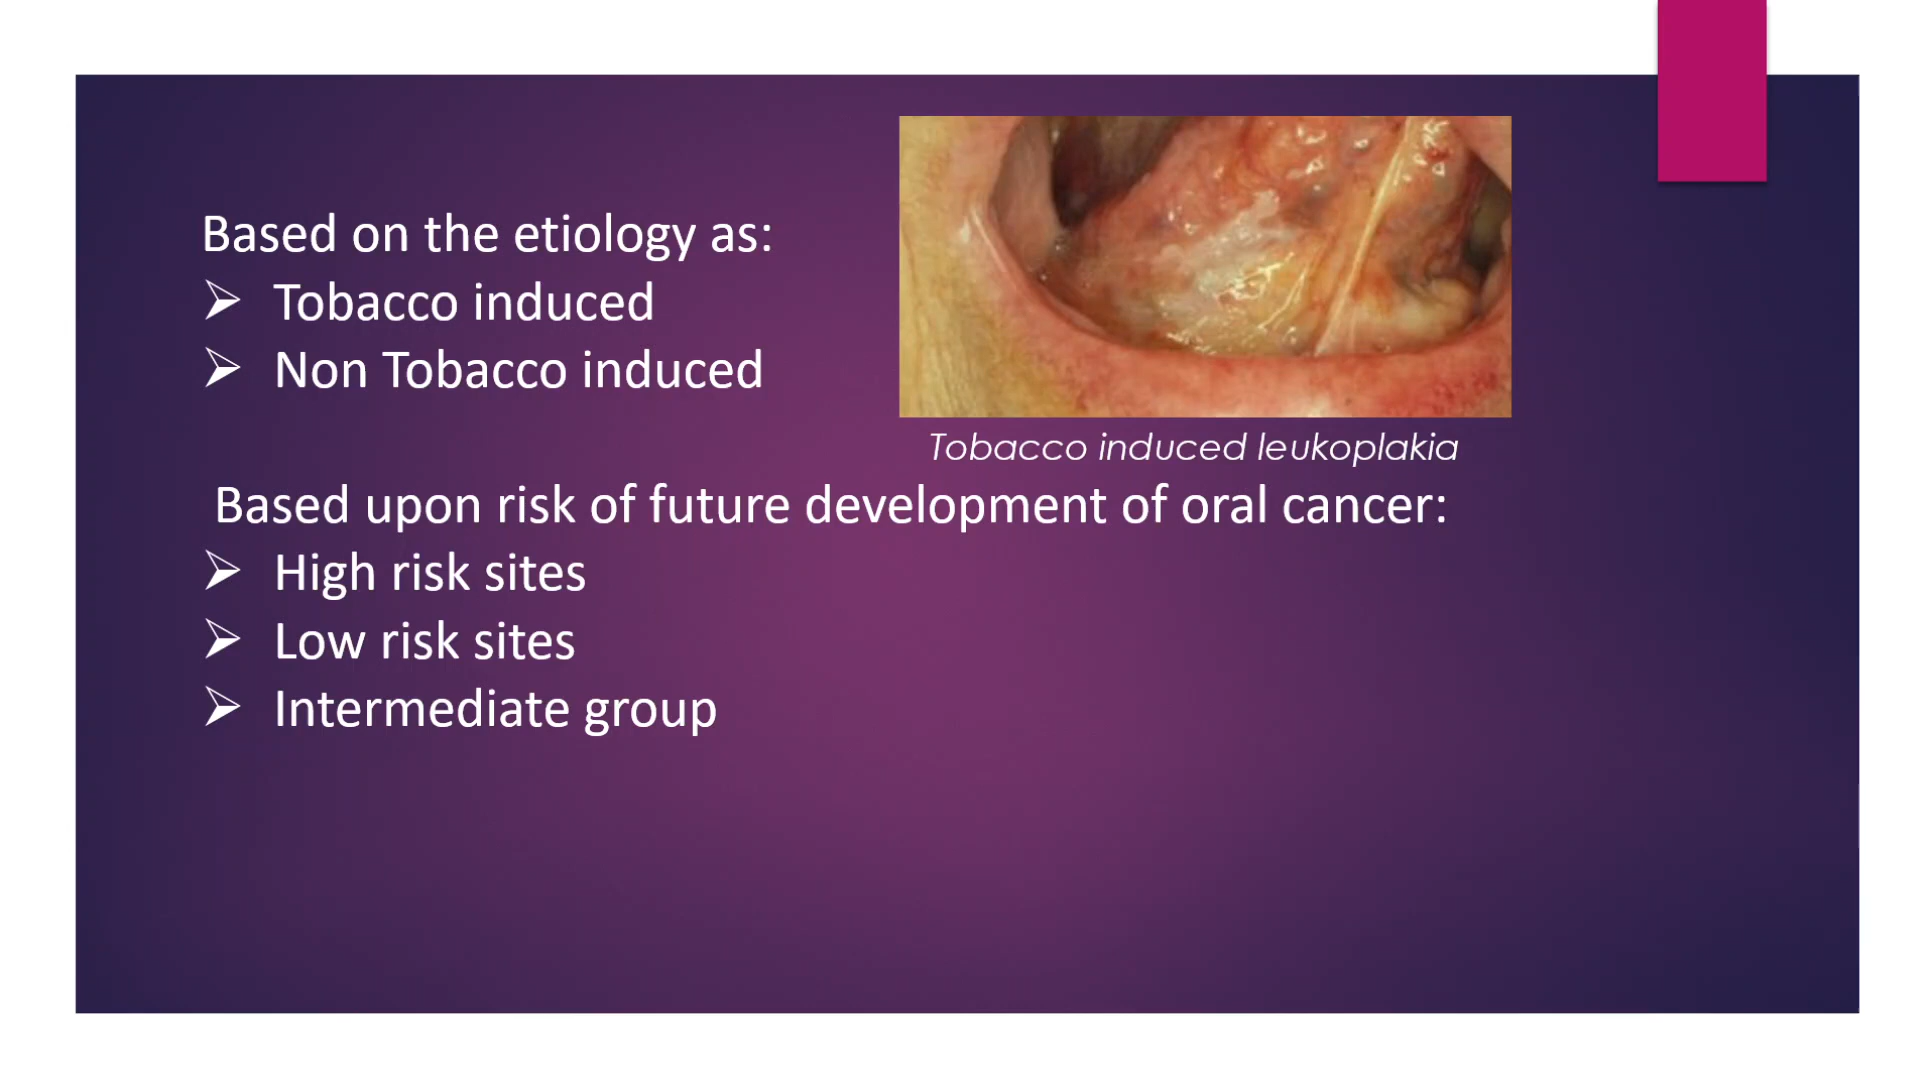 Based on the etiology as:
➢ Tobacco induced
➢ Non Tobacco induced
Tobacco induced leukoplakia
Based upon risk of future development of oral cancer:
➢ High risk sites
➢ Low risk sites
➢ Intermediate group